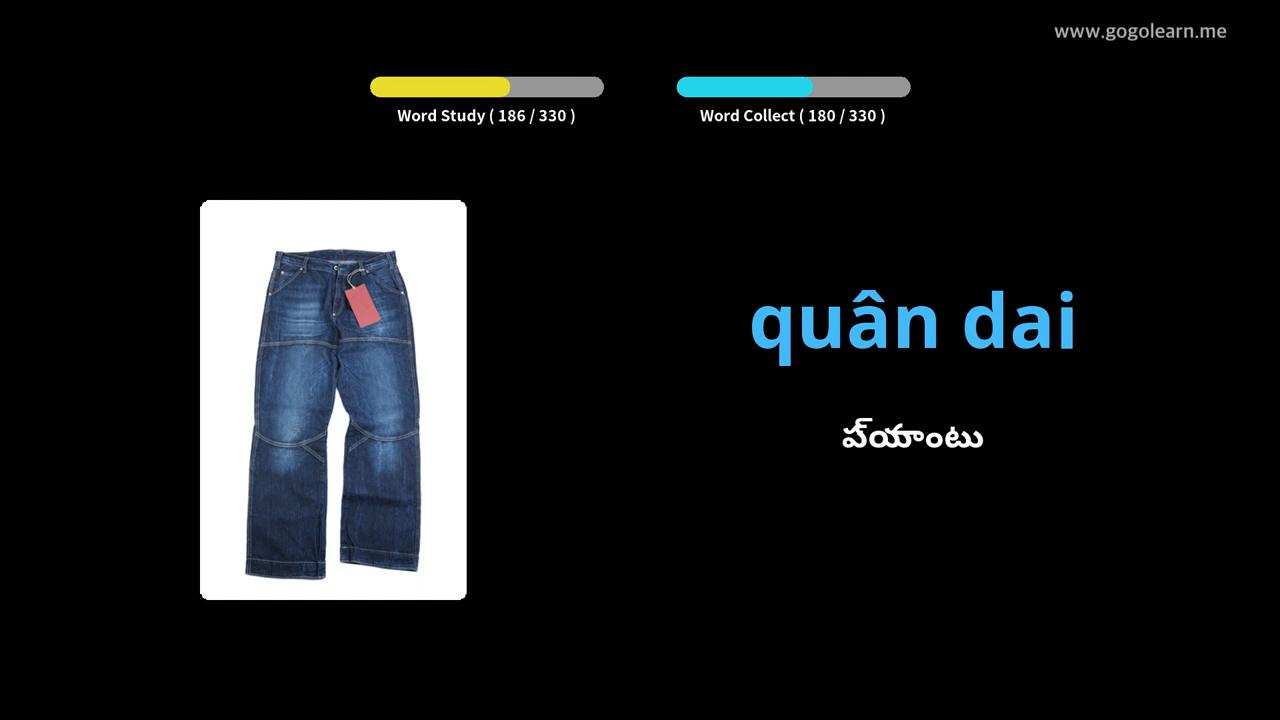 www.gogolearn.me
Word Study ( 186 / 330 )
Word Collect ( 180 / 330 )
quân dai
ప్యాంటు